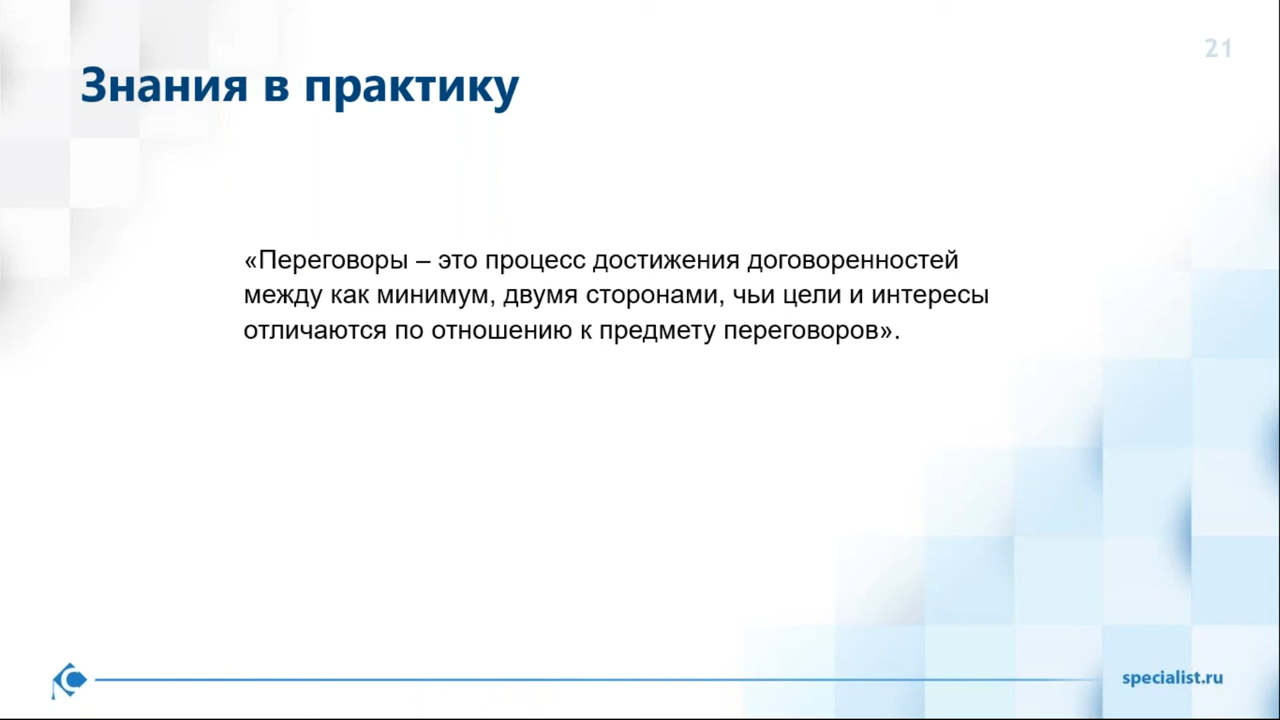 21
Знания в практику
«Переговоры – это процесс достижения договоренностей
между как минимум, двумя сторонами, чьи цели и интересы
отличаются по отношению к предмету переговоров».
specialist.ru